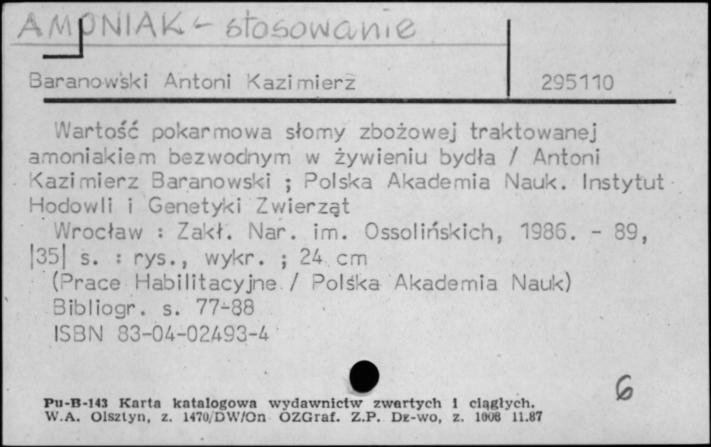 AMONIAK - stosowanie
Baranowski Antoni Kazimierz 295110
Wartość pokarmowa słomy zbożowej traktowanej
amoniakiem bezwodnym w żywieniu bydła / Antoni
Kazimierz Baranowski ; Polska Akademia Nauk. Instytut
Hodowli i Genetyki Zwierząt
Wrocław : Zakł. Nar. im. Ossolińskich, 1986. - 89,
|35| s. : rys., wykr. ; 24 cm
(Prace Habilitacyjne / Polska Akademia Nauk)
Bibliogr. s. 77-88
ISBN 83-04-02493-4
6
Pu-B-143 Karta katalogowa wydawnictw zwartych i ciągłych.
W.A. Olsztyn, z. 1470/DW/On OZGraf. Z.P. Dz-wo, z. 1008 11.87